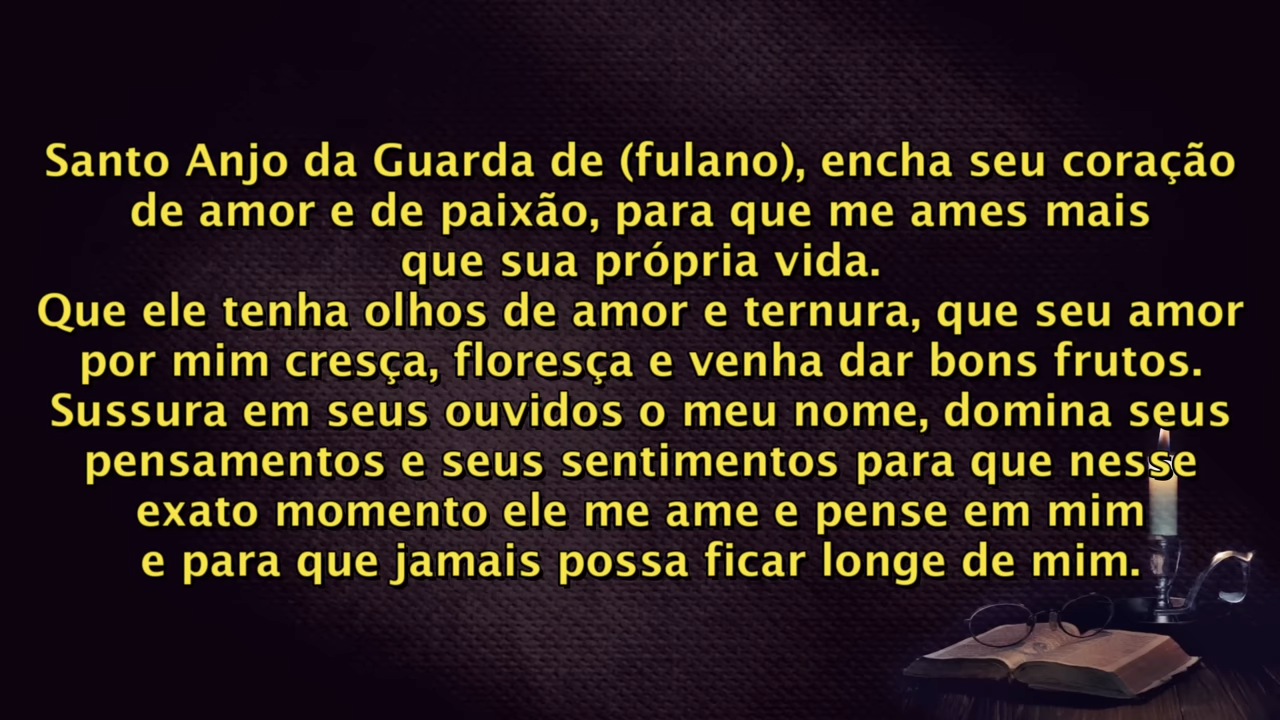 Santo Anjo da Guarda de (fulano), encha seu coração
de amor e de paixão, para que me ames mais
que sua própria vida.
Que ele tenha olhos de amor e ternura, que seu amor
por mim cresça, floresça e venha dar bons frutos.
Sussura em seus ouvidos o meu nome, domina seus
pensamentos e seus sentimentos para que nesse
exato momento ele me ame e pense em mim
e para que jamais possa ficar longe de mim.